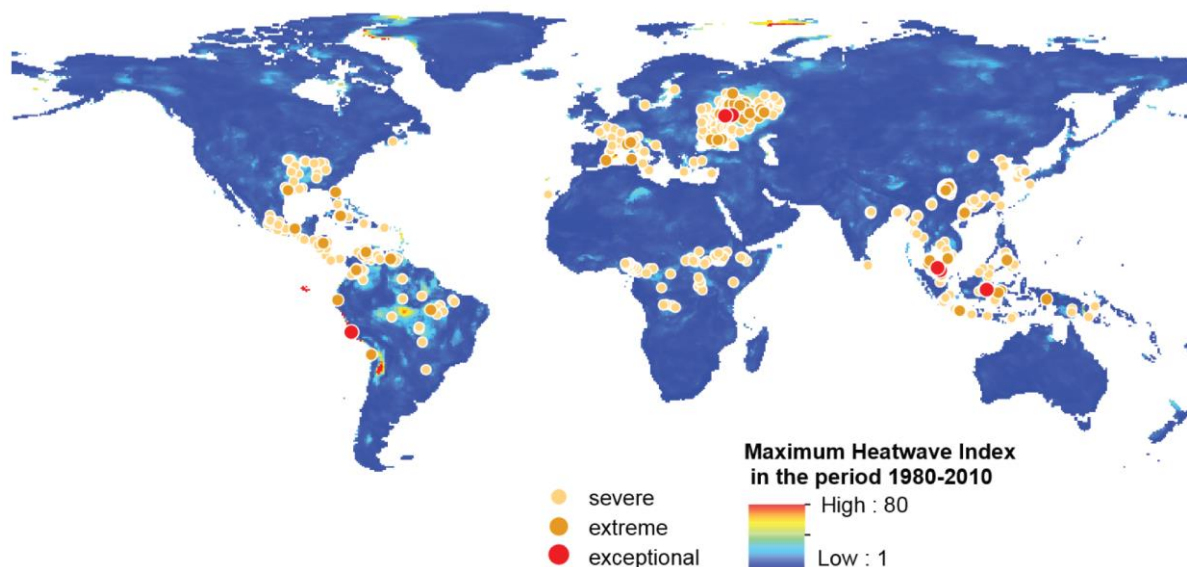 Maximum Heatwave Index
in the period 1980-2010
severe
extreme
exceptional
High : 80
Low : 1